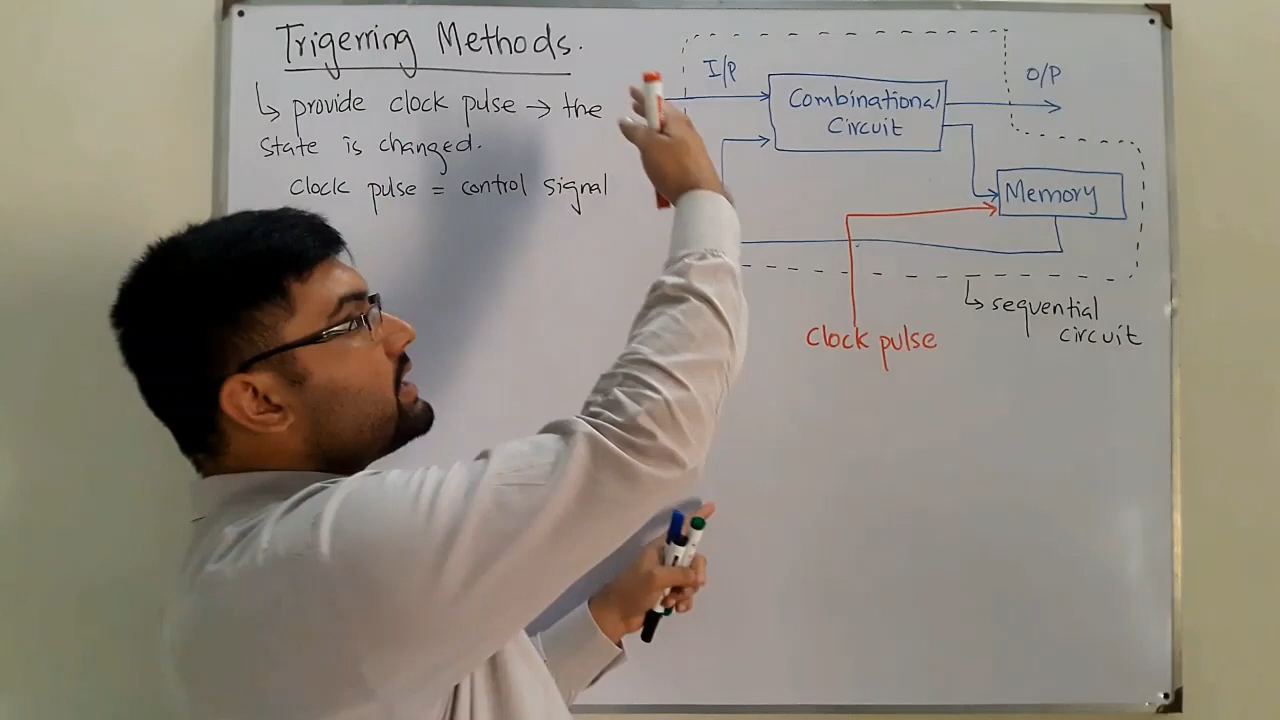 Trigerring Methods.
↳ provide clock pulse → the
state is changed.
Clock pulse = control signal
I/P
Combinational
Circuit
O/P
Memory
Clock pulse
↳ sequential
circuit